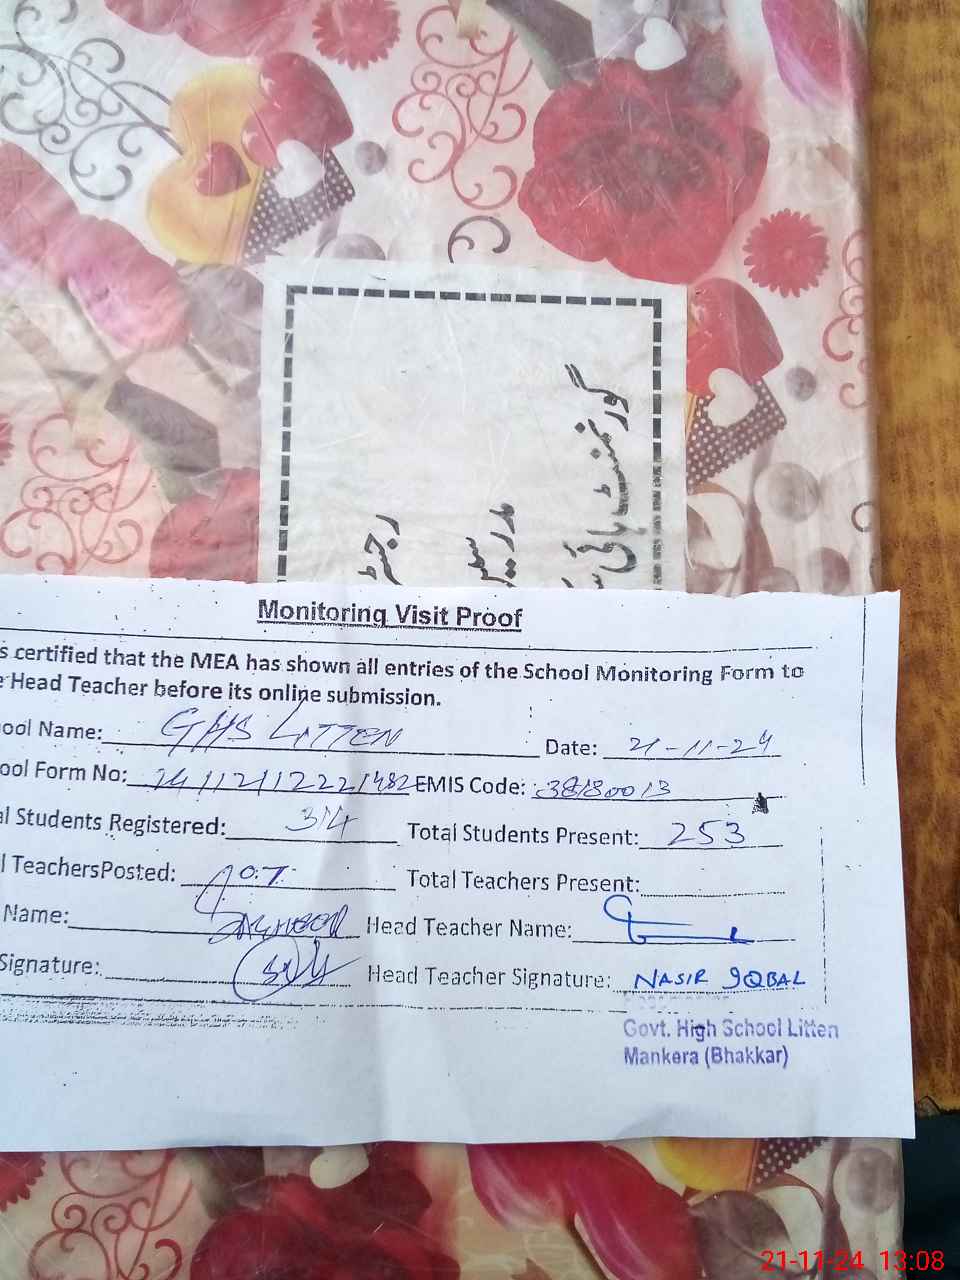 گورنمنٹ ہائی
Monitoring Visit Proof
s certified that the MEA has shown all entries of the School Monitoring Form to
e Head Teacher before its online submission.
ool Name: GHS LITTEN Date: 21-11-24
ool Form No: EMIS Code: 38180013
al Students Registered: 314 Total Students Present: 253
l TeachersPosted: 07 Total Teachers Present:
Name: Head Teacher Name:
Signature: Head Teacher Signature: NASIR IQBAL
Govt. High School Litten
Mankera (Bhakkar)
21-11-24 13:08